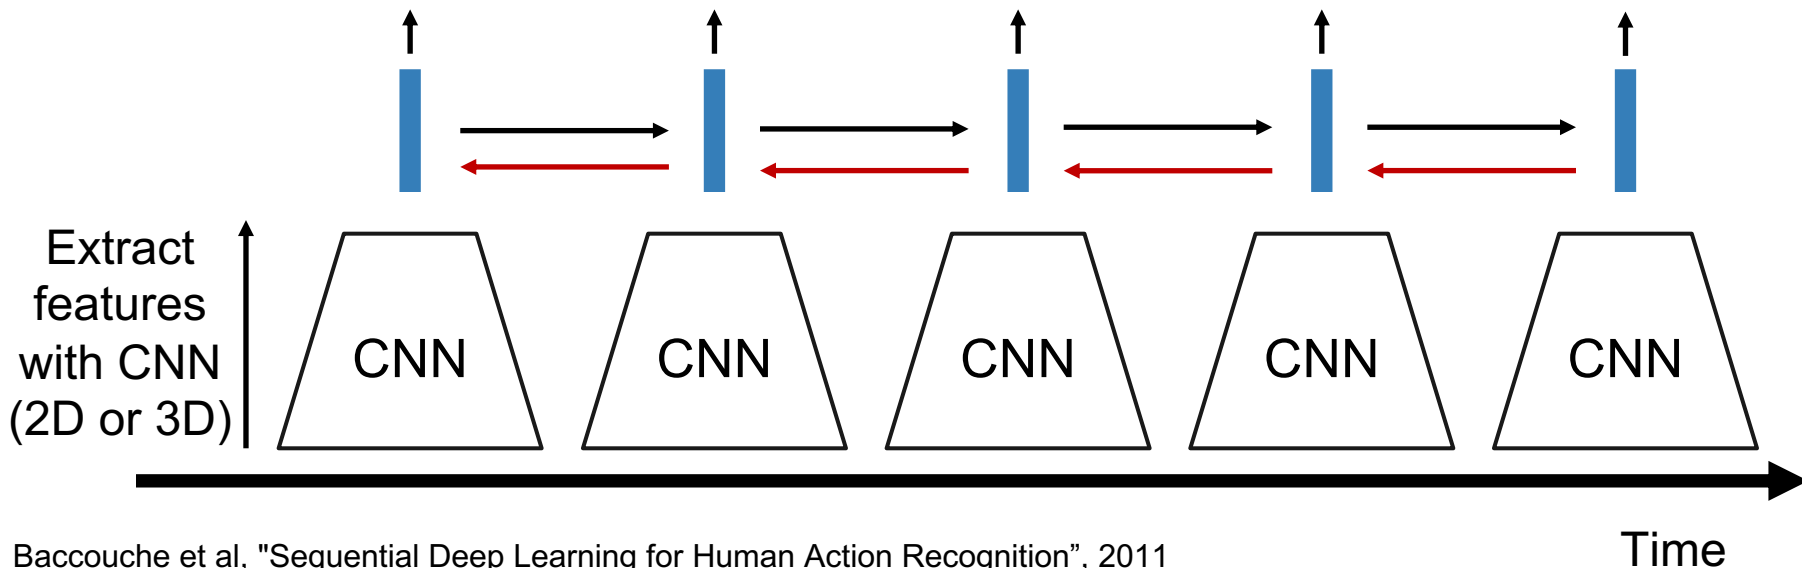 Extract
features
with CNN
(2D or 3D)
CNN
CNN
CNN
CNN
CNN
Time
Baccouche et al, "Sequential Deep Learning for Human Action Recognition”, 2011